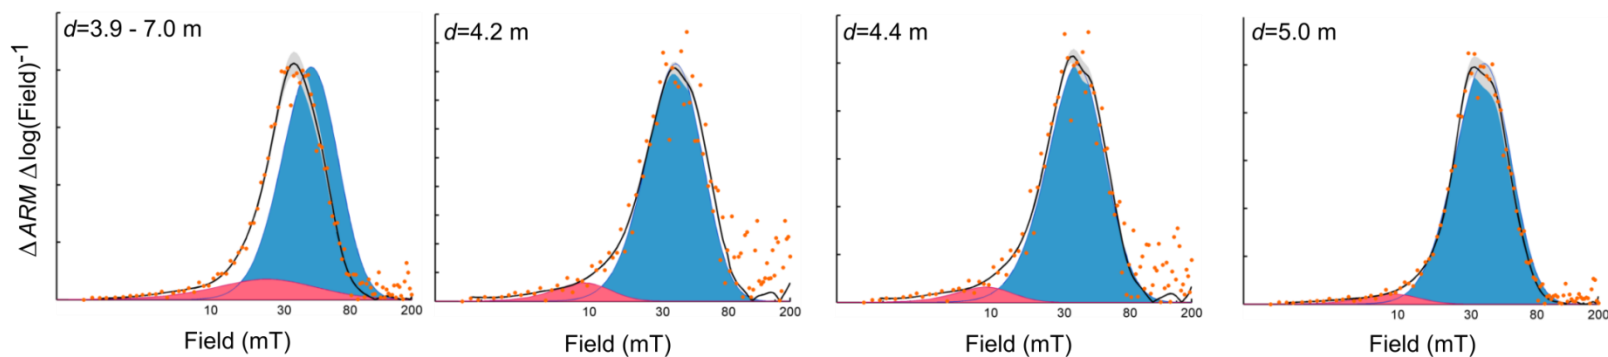 d=3.9 - 7.0 m
d=4.2 m
d=4.4 m
d=5.0 m
Δ ARM Δlog(Field)⁻¹
10 30 80 200
10 30 80 200
10 30 80 200
10 30 80 200
Field (mT)
Field (mT)
Field (mT)
Field (mT)